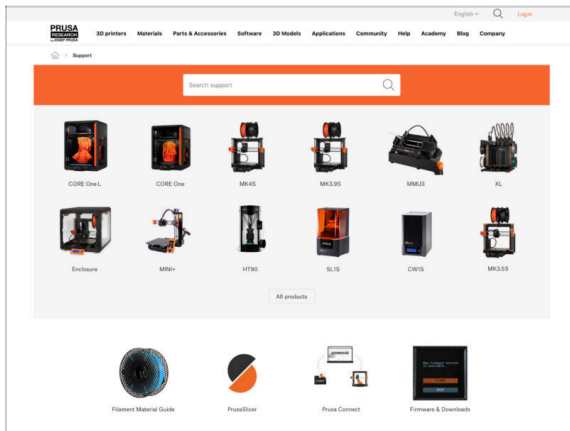 English
Login
PRUSA
RESEARCH
by JOSEF PRUSA
3D printers Materials Parts & Accessories Software 3D Models Applications Community Help Academy Blog Company
Support
Search support
CORE One L CORE One MK4S MK3.9S MMU3 XL
Enclosure MINI+ HT90 SL1S CW1S MK3.5S
All products
Filament Material Guide PrusaSlicer Prusa Connect Firmware & Downloads